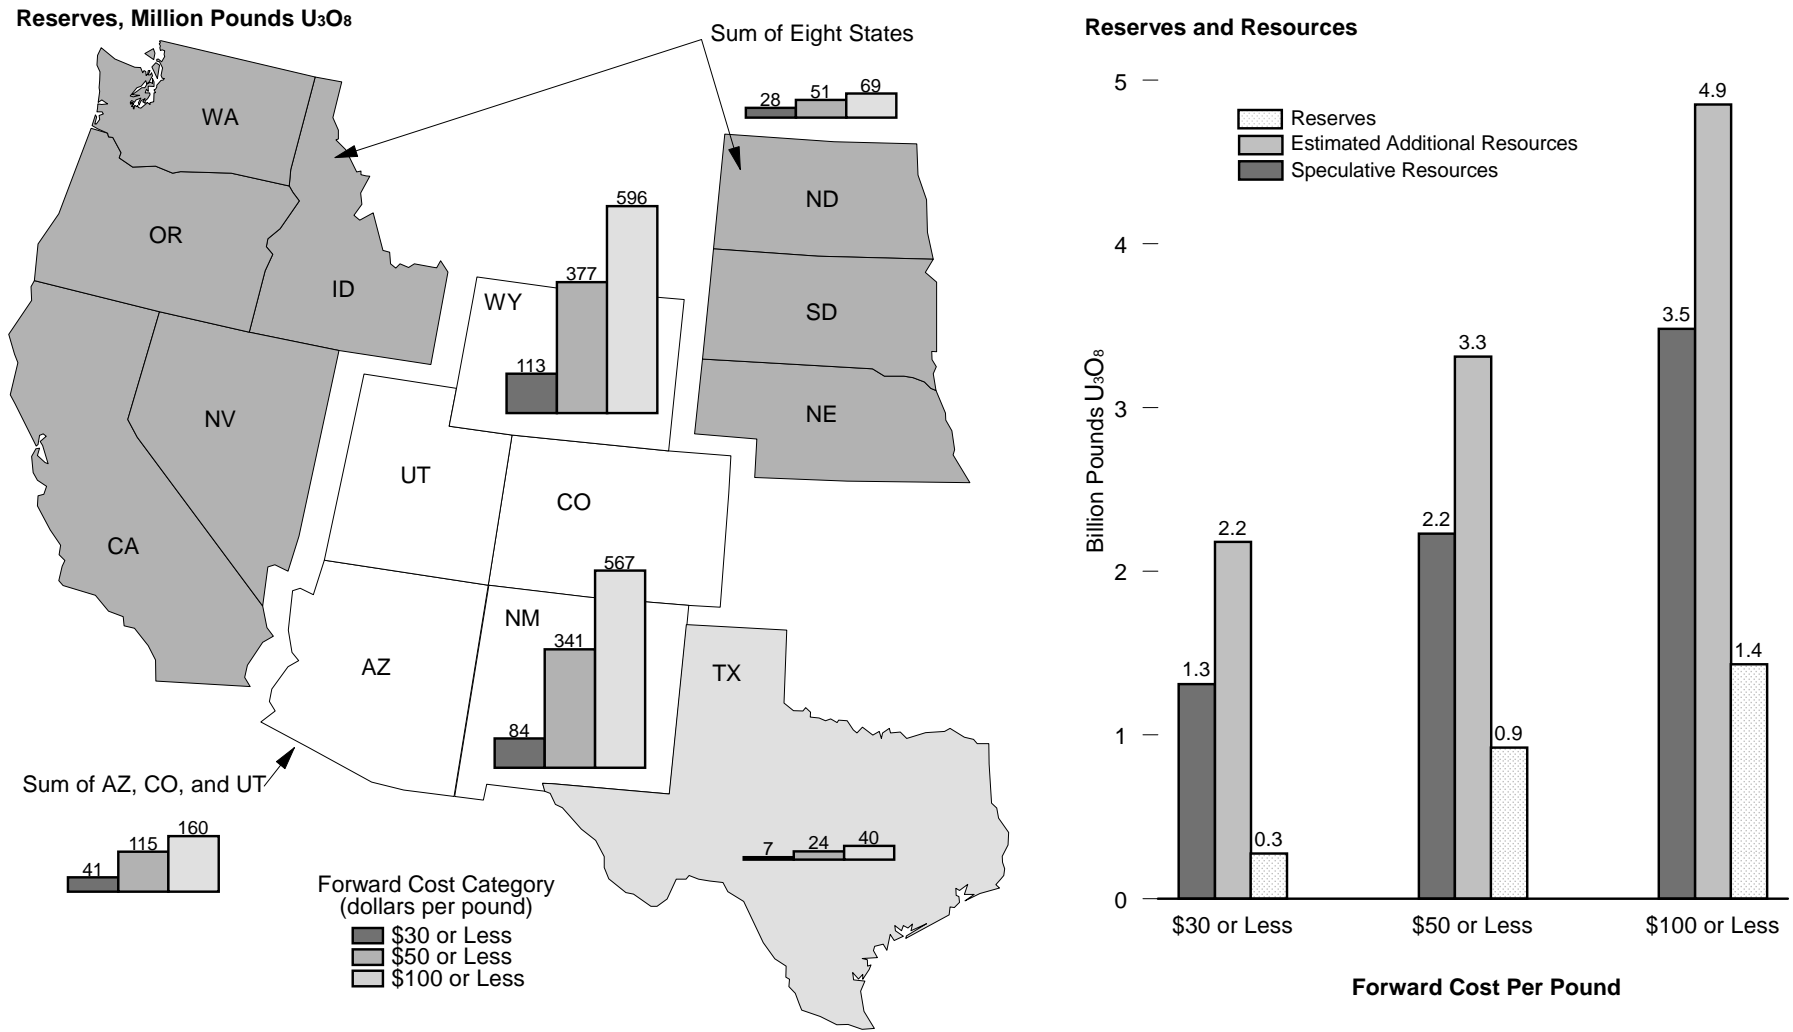 Reserves, Million Pounds U₃O₈
Sum of Eight States
28 51 69
WA
OR
ID
NV
CA
ND
SD
NE
WY
113 377 596
UT
CO
AZ
NM
84 341 567
TX
7 24 40
Sum of AZ, CO, and UT
41 115 160
Forward Cost Category
(dollars per pound)
$30 or Less
$50 or Less
$100 or Less
Reserves and Resources
Reserves
Estimated Additional Resources
Speculative Resources
Billion Pounds U₃O₈
5
4
3
2
1
0
1.3 2.2 0.3
2.2 3.3 0.9
3.5 4.9 1.4
$30 or Less $50 or Less $100 or Less
Forward Cost Per Pound